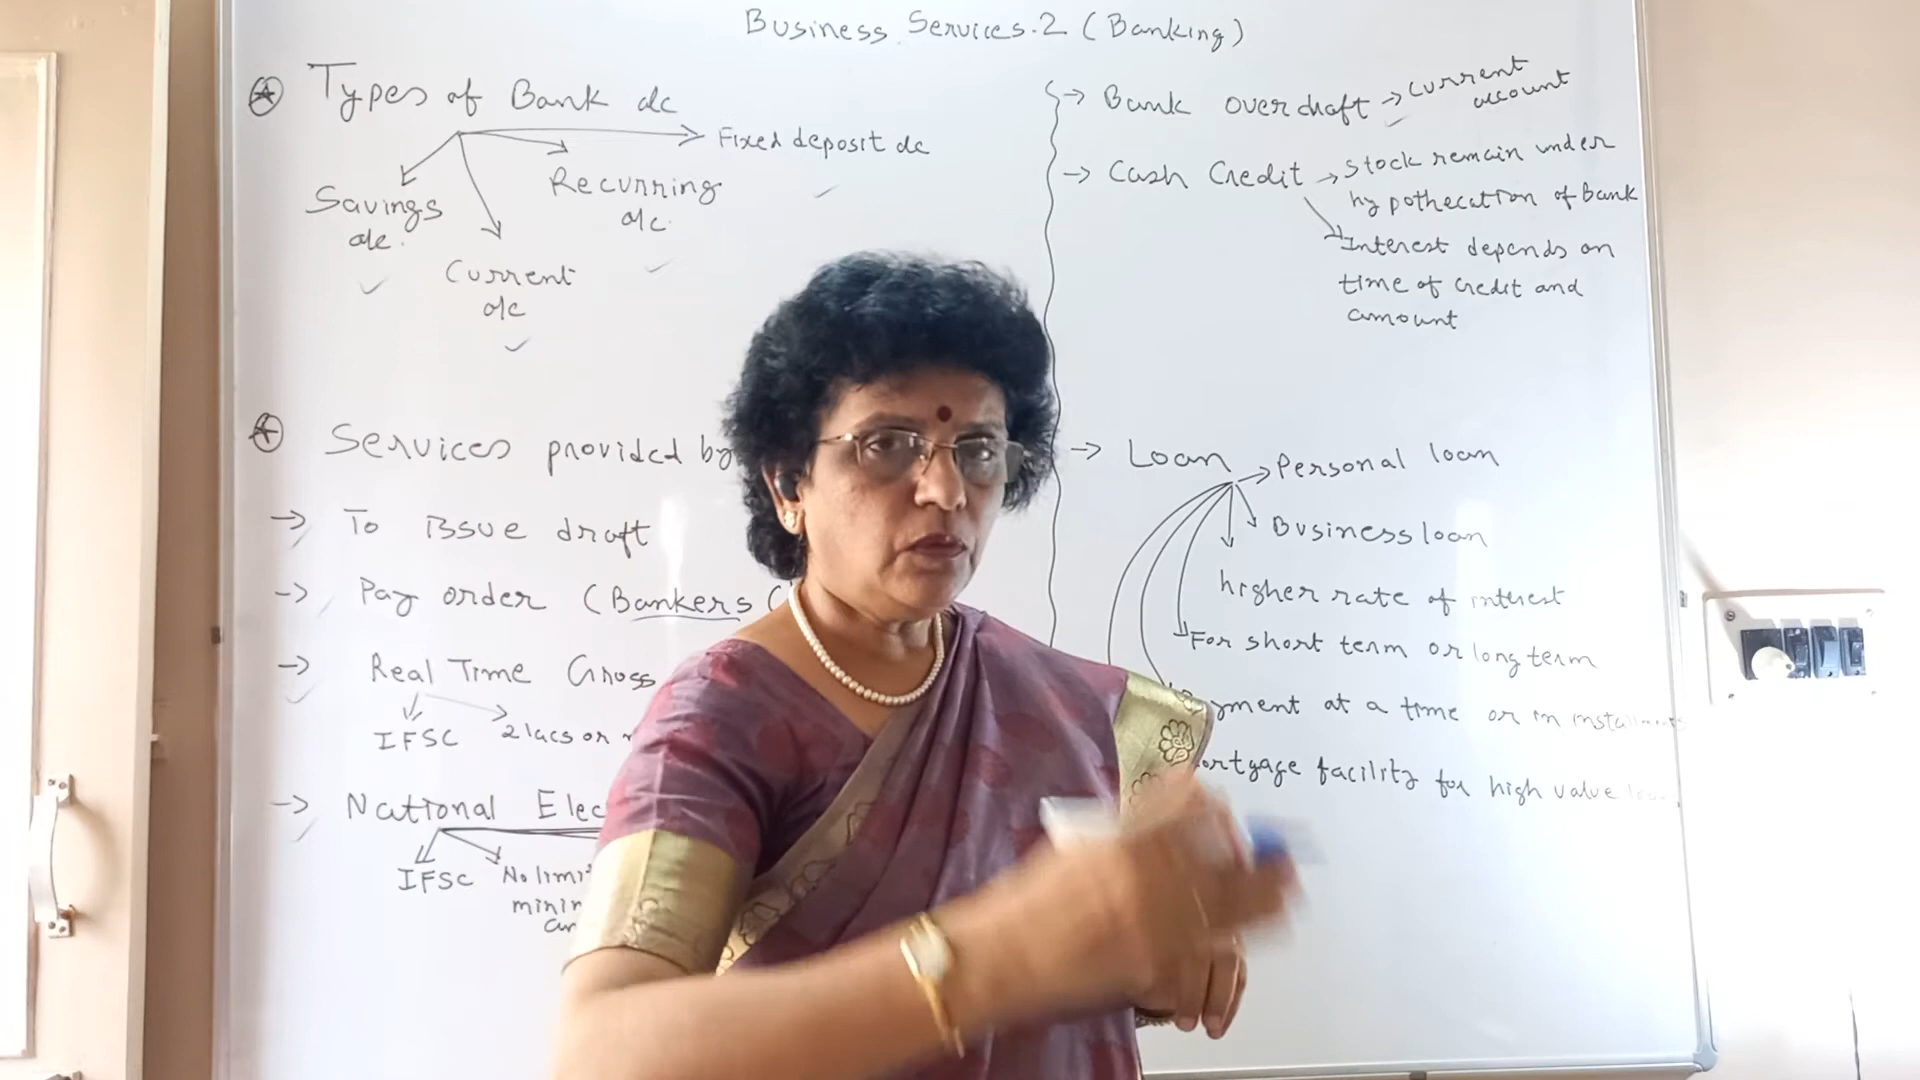 Business Services.2 (Banking)
Types of Bank a/c
Fixed deposit a/c
Recurring
a/c.
Savings
a/c.
Current
a/c
Services provided by
→ To issue draft
→ Pay order (Bankers
→ Real Time Gross
IFSC
2 lacs or
→ National Elec
IFSC
No limi
minim
→ Bank overdraft → current
account
→ Cash Credit → stock remain under
hypothecation of Bank
Interest depends on
time of credit and
amount
→ Loan → Personal loan
Business loan
higher rate of interest
For short term or long term
yment at a time or in installments
ortgage facility for high value